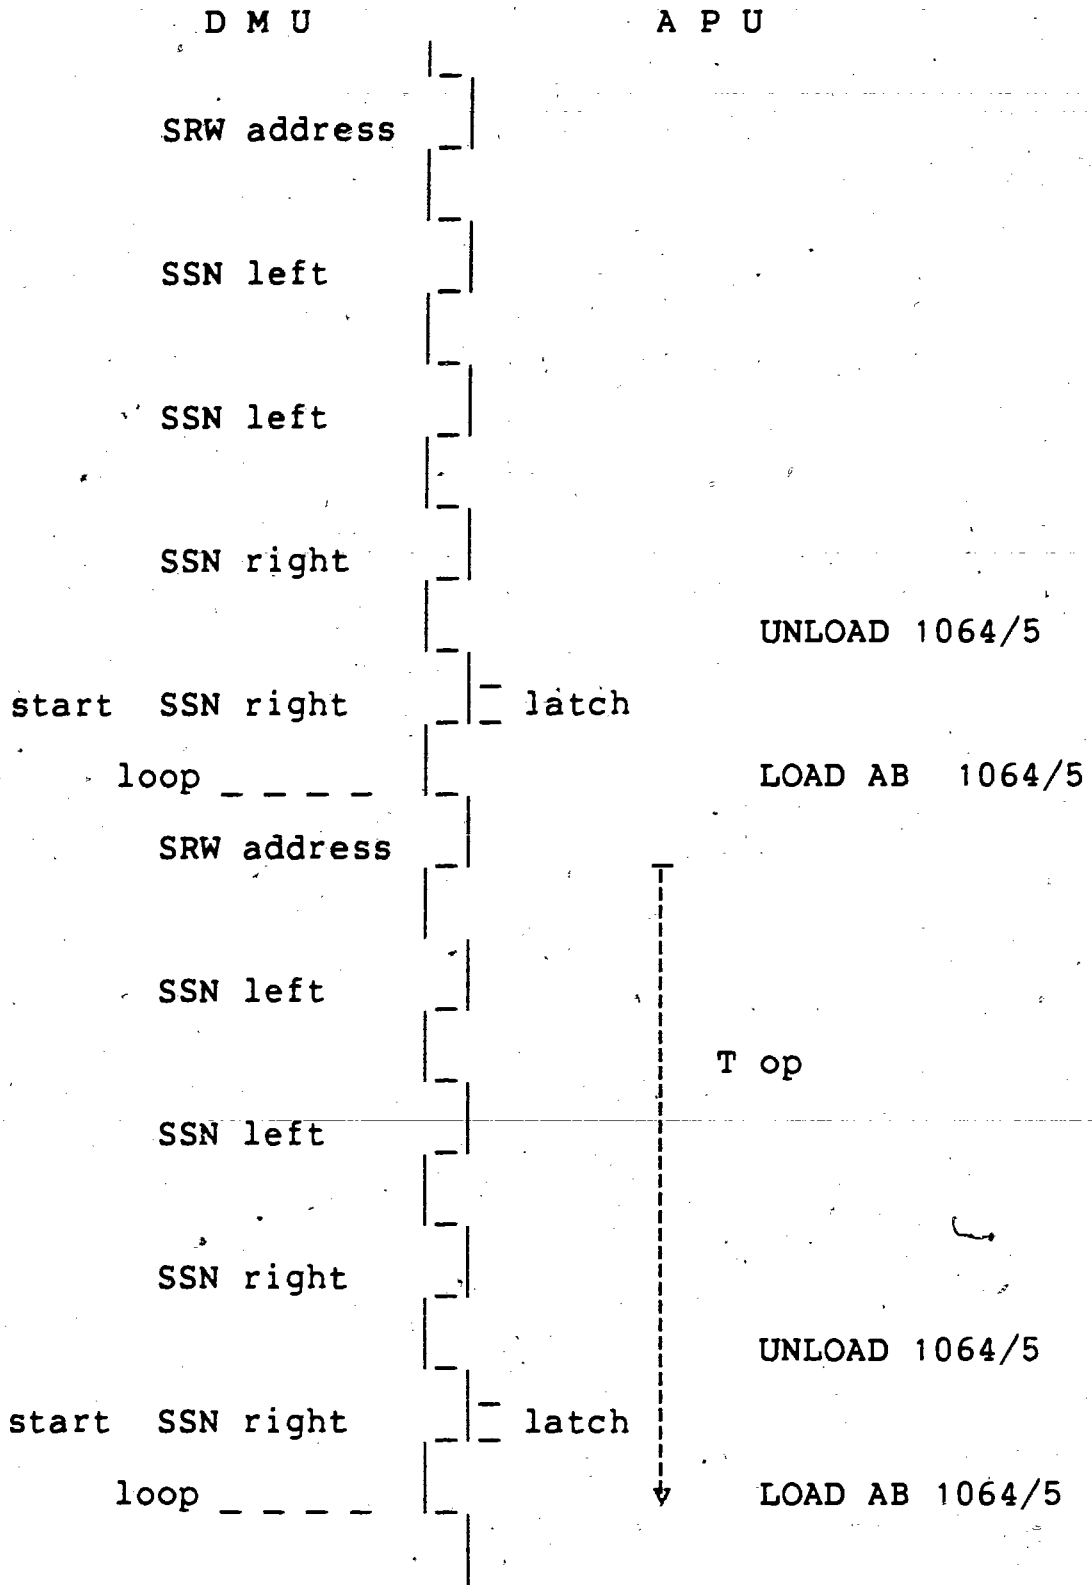 D M U A P U
SRW address
SSN left
SSN left
SSN right
UNLOAD 1064/5
start SSN right latch
loop _ _ _ _ LOAD AB 1064/5
SRW address
SSN left
T op
SSN left
SSN right
UNLOAD 1064/5
start SSN right latch
loop _ _ _ _ LOAD AB 1064/5